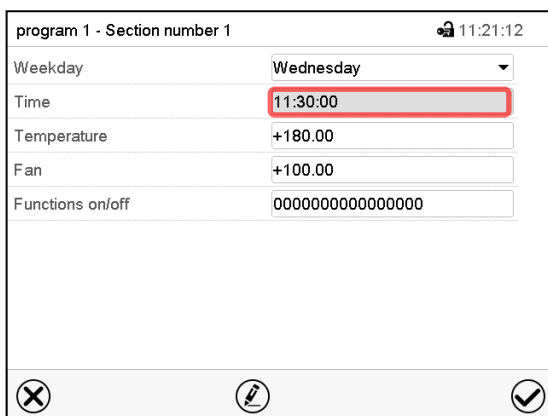 program 1 - Section number 1 11:21:12
Weekday Wednesday
Time 11:30:00
Temperature +180.00
Fan +100.00
Functions on/off 0000000000000000